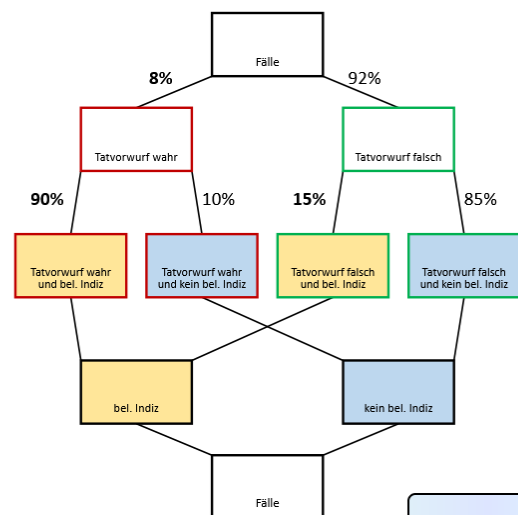 Fälle
8%
92%
Tatvorwurf wahr
Tatvorwurf falsch
90%
10%
15%
85%
Tatvorwurf wahr
und bel. Indiz
Tatvorwurf wahr
und kein bel. Indiz
Tatvorwurf falsch
und bel. Indiz
Tatvorwurf falsch
und kein bel. Indiz
bel. Indiz
kein bel. Indiz
Fälle